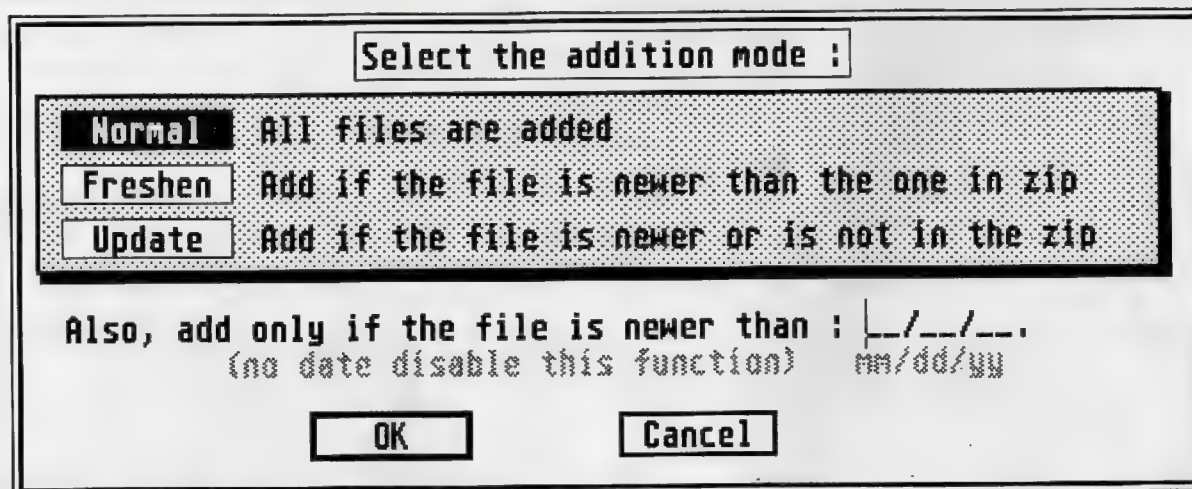 Select the addition mode :
Normal All files are added
Freshen Add if the file is newer than the one in zip
Update Add if the file is newer or is not in the zip
Also, add only if the file is newer than : __/__/__.
(no date disable this function) mm/dd/yy
OK Cancel